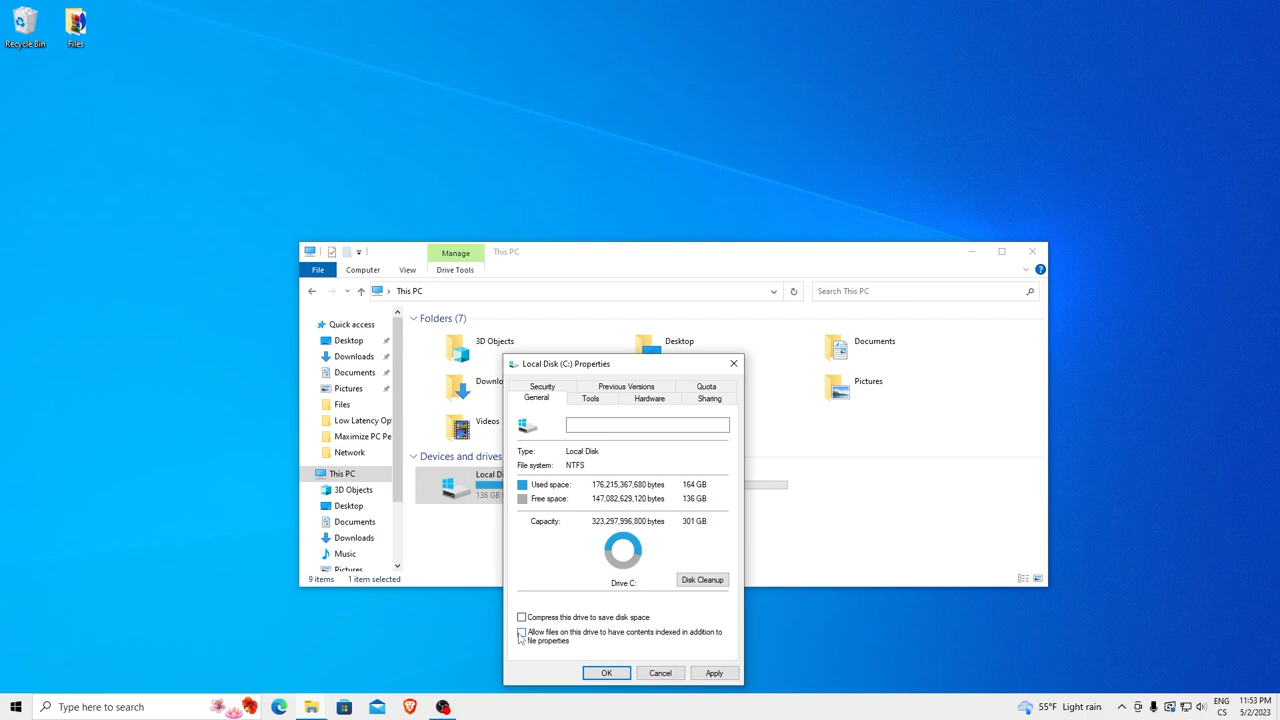 Recycle Bin
Files
Manage
This PC
File
Computer
View
Drive Tools
This PC
Search This PC
Quick access
Desktop
Downloads
Documents
Pictures
Files
Low Latency Opt
Maximize PC Pe
Network
This PC
3D Objects
Desktop
Documents
Downloads
Music
Pictures
Folders (7)
3D Objects
Desktop
Documents
Downlo
Pictures
Videos
Devices and drives
Local D
136 GB
9 items
1 item selected
Local Disk (C:) Properties
Security
Previous Versions
Quota
General
Tools
Hardware
Sharing
Type: Local Disk
File system: NTFS
Used space: 176,215,367,680 bytes 164 GB
Free space: 147,082,629,120 bytes 136 GB
Capacity: 323,297,996,800 bytes 301 GB
Drive C:
Disk Cleanup
Compress this drive to save disk space
Allow files on this drive to have contents indexed in addition to
file properties
OK
Cancel
Apply
Type here to search
55°F Light rain
ENG
CS
11:53 PM
5/2/2023